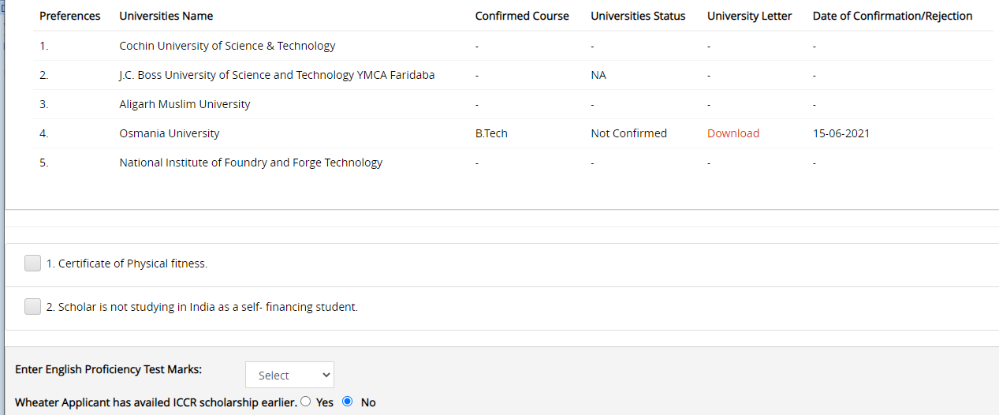 Preferences Universities Name Confirmed Course Universities Status University Letter Date of Confirmation/Rejection
1. Cochin University of Science & Technology - - - -
2. J.C. Boss University of Science and Technology YMCA Faridaba - NA - -
3. Aligarh Muslim University - - - -
4. Osmania University B.Tech Not Confirmed Download 15-06-2021
5. National Institute of Foundry and Forge Technology - - - -
1. Certificate of Physical fitness.
2. Scholar is not studying in India as a self- financing student.
Enter English Proficiency Test Marks: Select
Wheater Applicant has availed ICCR scholarship earlier. Yes No